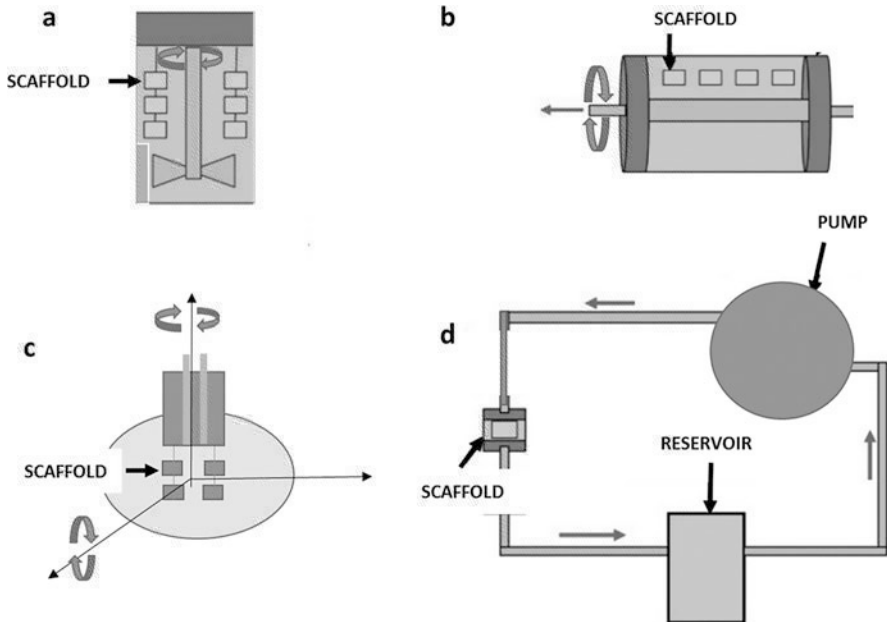 a
SCAFFOLD
b
SCAFFOLD
c
SCAFFOLD
d
PUMP
RESERVOIR
SCAFFOLD